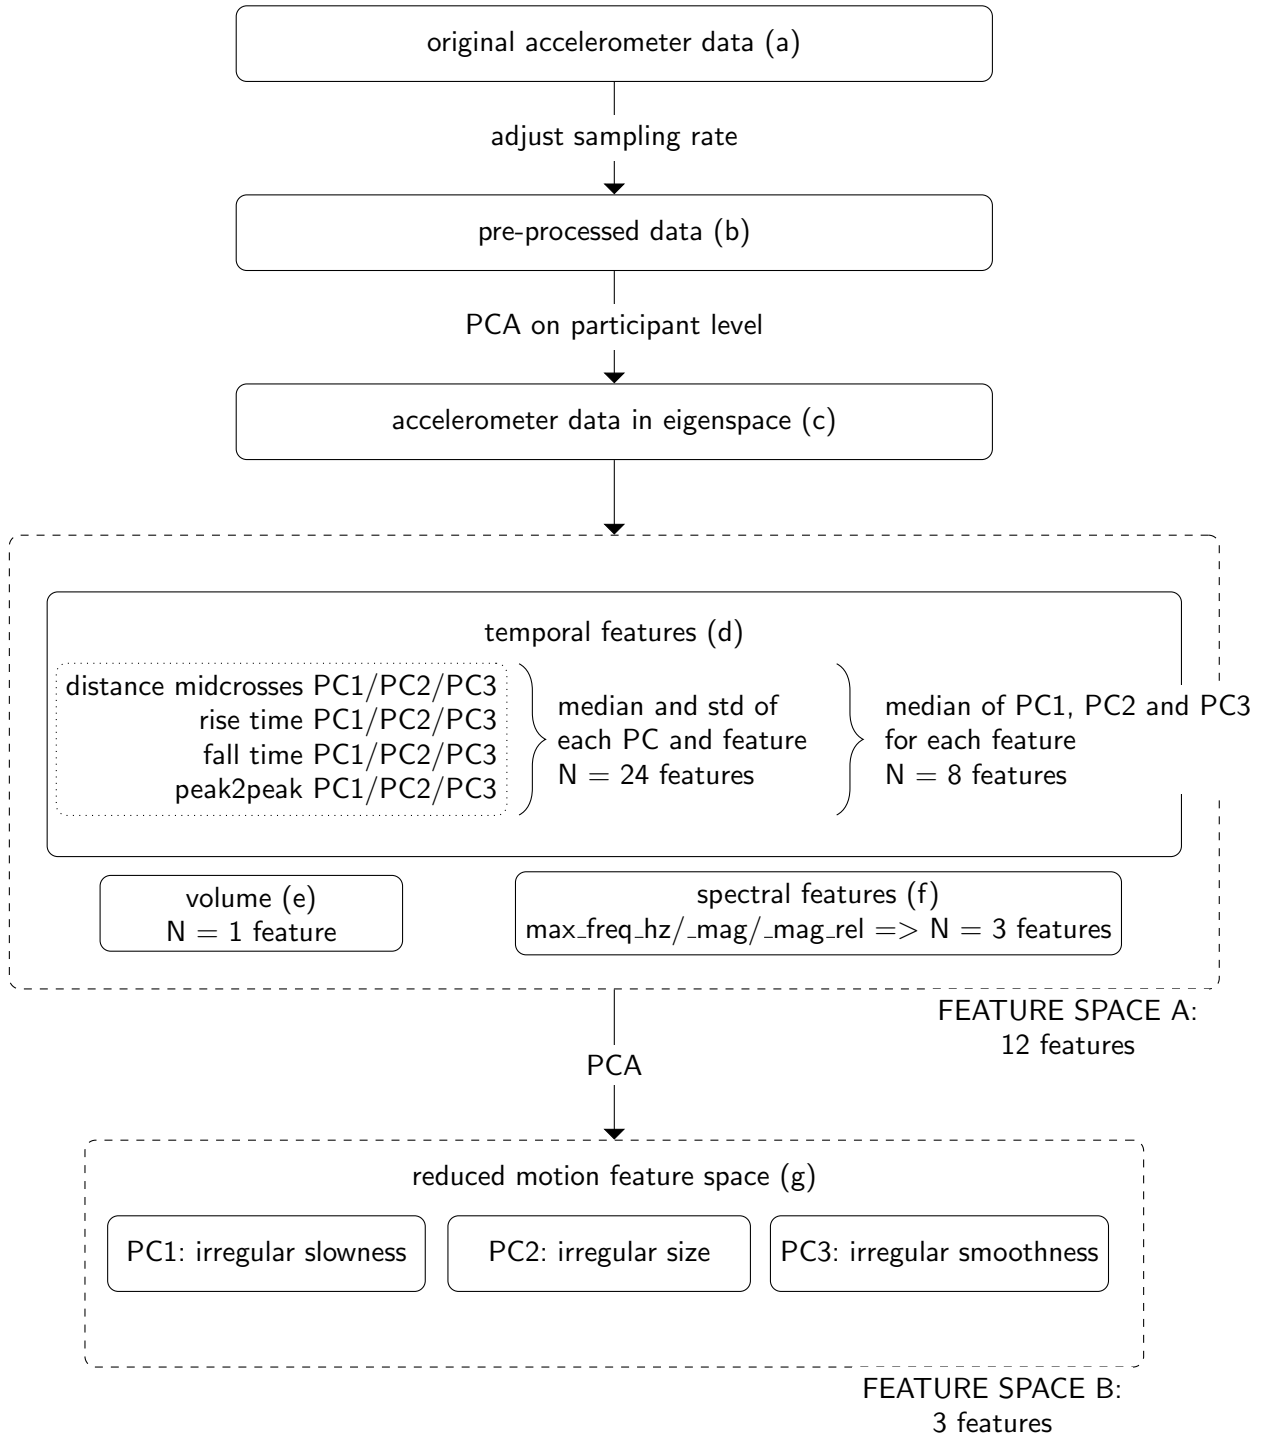 original accelerometer data (a)
adjust sampling rate
pre-processed data (b)
PCA on participant level
accelerometer data in eigenspace (c)
temporal features (d)
distance midcrosses PC1/PC2/PC3
rise time PC1/PC2/PC3
fall time PC1/PC2/PC3
peak2peak PC1/PC2/PC3
median and std of
each PC and feature
N = 24 features
median of PC1, PC2 and PC3
for each feature
N = 8 features
volume (e)
N = 1 feature
spectral features (f)
max_freq_hz/_mag/_mag_rel => N = 3 features
FEATURE SPACE A:
12 features
PCA
reduced motion feature space (g)
PC1: irregular slowness
PC2: irregular size
PC3: irregular smoothness
FEATURE SPACE B:
3 features